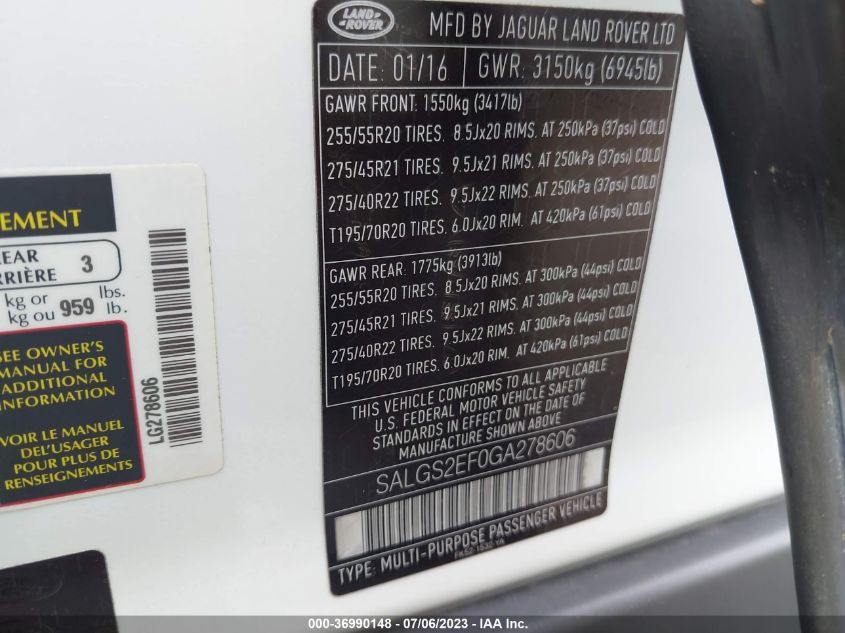 EMENT
REAR
RRIÈRE 3
kg or 959 lbs.
kg ou lb.
SEE OWNER'S
MANUAL FOR
ADDITIONAL
INFORMATION
VOIR LE MANUEL
DEL'USAGER
POUR PLUS DE
RENSEIGNEMENTS
LG278606
LAND ROVER
MFD BY JAGUAR LAND ROVER LTD
DATE: 01/16 GWR: 3150kg (6945lb)
GAWR FRONT: 1550kg (3417lb)
255/55R20 TIRES. 8.5Jx20 RIMS. AT 250kPa (37psi) COLD
275/45R21 TIRES. 9.5Jx21 RIMS. AT 250kPa (37psi) COLD
275/40R22 TIRES. 9.5Jx22 RIMS. AT 250kPa (37psi) COLD
T195/70R20 TIRES. 6.0Jx20 RIM. AT 420kPa (61psi) COLD
GAWR REAR: 1775kg (3913lb)
255/55R20 TIRES. 8.5Jx20 RIMS. AT 300kPa (44psi) COLD
275/45R21 TIRES. 9.5Jx21 RIMS. AT 300kPa (44psi) COLD
275/40R22 TIRES. 9.5Jx22 RIMS. AT 300kPa (44psi) COLD
T195/70R20 TIRES. 6.0Jx20 RIM. AT 420kPa (61psi) COLD
THIS VEHICLE CONFORMS TO ALL APPLICABLE
U.S. FEDERAL MOTOR VEHICLE SAFETY
STANDARDS IN EFFECT ON THE DATE OF
MANUFACTURE SHOWN ABOVE
SALGS2EF0GA278606
TYPE: MULTI-PURPOSE PASSENGER VEHICLE
000-36990148 - 07/06/2023 - IAA Inc.